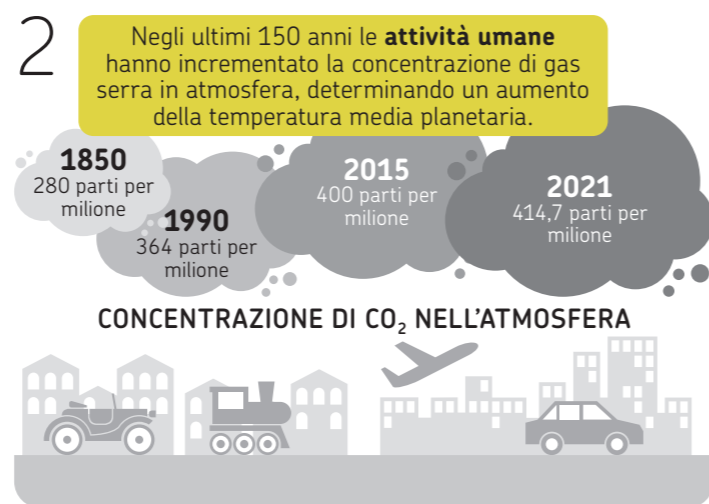 2
Negli ultimi 150 anni le attività umane
hanno incrementato la concentrazione di gas
serra in atmosfera, determinando un aumento
della temperatura media planetaria.
1850
280 parti per
milione
1990
364 parti per
milione
2015
400 parti per
milione
2021
414,7 parti per
milione
CONCENTRAZIONE DI CO₂ NELL'ATMOSFERA